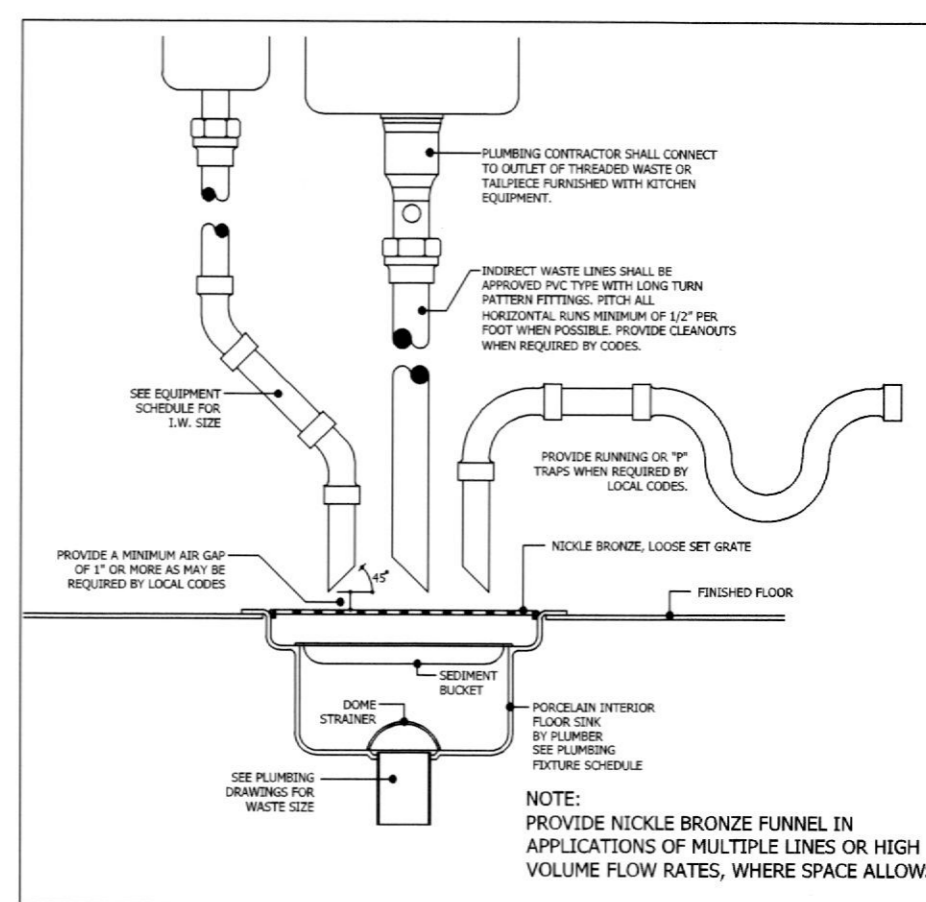 PLUMBING CONTRACTOR SHALL CONNECT
TO OUTLET OF THREADED WASTE OR
TAILPIECE FURNISHED WITH KITCHEN
EQUIPMENT.
INDIRECT WASTE LINES SHALL BE
APPROVED PVC TYPE WITH LONG TURN
PATTERN FITTINGS. PITCH ALL
HORIZONTAL RUNS MINIMUM OF 1/2" PER
FOOT WHEN POSSIBLE. PROVIDE CLEANOUTS
WHEN REQUIRED BY CODES.
SEE EQUIPMENT
SCHEDULE FOR
I.W. SIZE
PROVIDE RUNNING OR "P"
TRAPS WHEN REQUIRED BY
LOCAL CODES.
PROVIDE A MINIMUM AIR GAP
OF 1" OR MORE AS MAY BE
REQUIRED BY LOCAL CODES
45°
NICKLE BRONZE, LOOSE SET GRATE
FINISHED FLOOR
SEDIMENT
BUCKET
DOME
STRAINER
PORCELAIN INTERIOR
FLOOR SINK
BY PLUMBER
SEE PLUMBING
FIXTURE SCHEDULE
SEE PLUMBING
DRAWINGS FOR
WASTE SIZE
NOTE:
PROVIDE NICKLE BRONZE FUNNEL IN
APPLICATIONS OF MULTIPLE LINES OR HIGH
VOLUME FLOW RATES, WHERE SPACE ALLOW